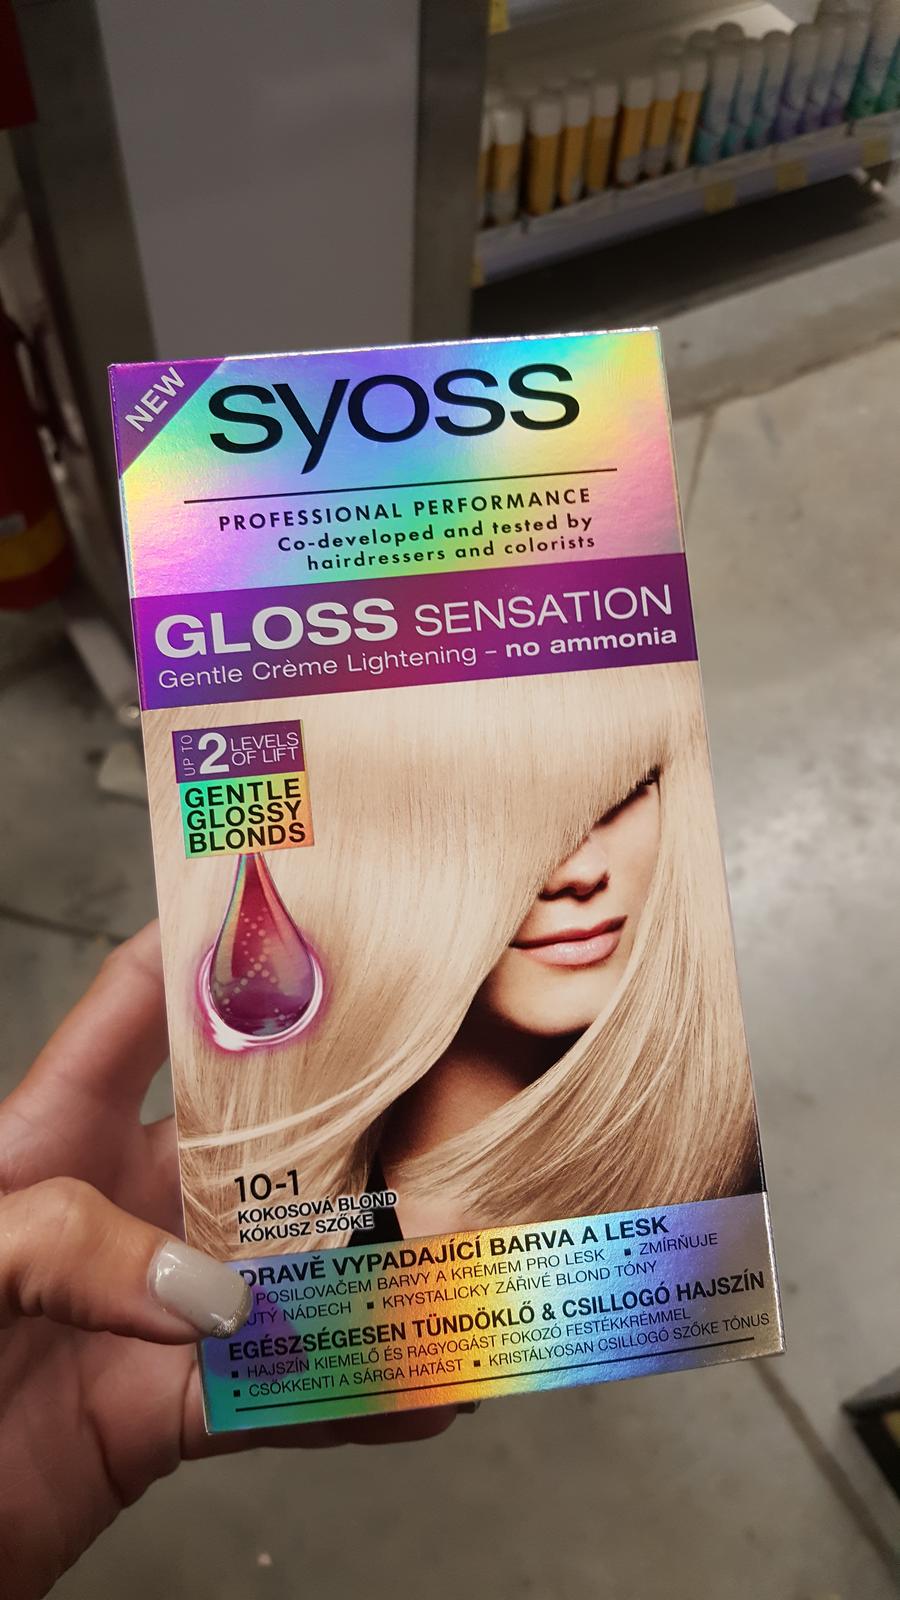 NEW
syoss
PROFESSIONAL PERFORMANCE
Co-developed and tested by
hairdressers and colorists
GLOSS SENSATION
Gentle Crème Lightening – no ammonia
UP TO 2 LEVELS
OF LIFT
GENTLE
GLOSSY
BLONDS
10-1
KOKOSOVÁ BLOND
KÓKUSZ SZŐKE
DRAVĚ VYPADAJÍCÍ BARVA A LESK
POSILOVAČEM BARVY A KRÉMEM PRO LESK ▪ ZMÍRŇUJE
UTÝ NÁDECH ▪ KRYSTALICKY ZÁŘIVÉ BLOND TÓNY
EGÉSZSÉGESEN TÜNDÖKLŐ & CSILLOGÓ HAJSZÍN
▪ HAJSZÍN KIEMELŐ ÉS RAGYOGÁST FOKOZÓ FESTÉKKRÉMMEL
▪ CSÖKKENTI A SÁRGA HATÁST ▪ KRISTÁLYOSAN CSILLOGÓ SZŐKE TÓNUS